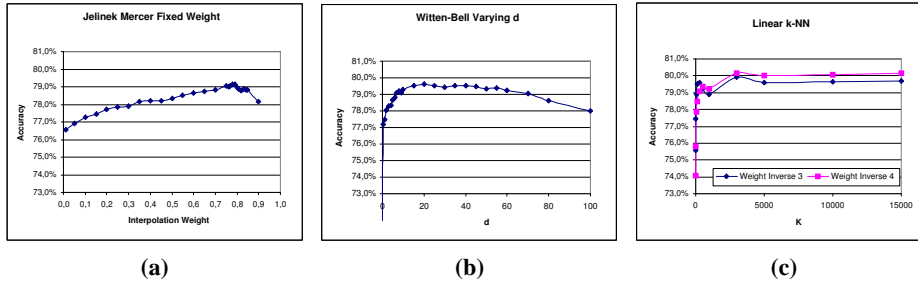 Jelinek Mercer Fixed Weight
Accuracy
81,0%
80,0%
79,0%
78,0%
77,0%
76,0%
75,0%
74,0%
73,0%
0,0 0,1 0,2 0,3 0,4 0,5 0,6 0,7 0,8 0,9 1,0
Interpolation Weight
(a)
Witten-Bell Varying d
Accuracy
81,0%
80,0%
79,0%
78,0%
77,0%
76,0%
75,0%
74,0%
73,0%
0 20 40 60 80 100
d
(b)
Linear k-NN
Accuracy
81,0%
80,0%
79,0%
78,0%
77,0%
76,0%
75,0%
74,0%
73,0%
Weight Inverse 3 Weight Inverse 4
0 5000 10000 15000
K
(c)